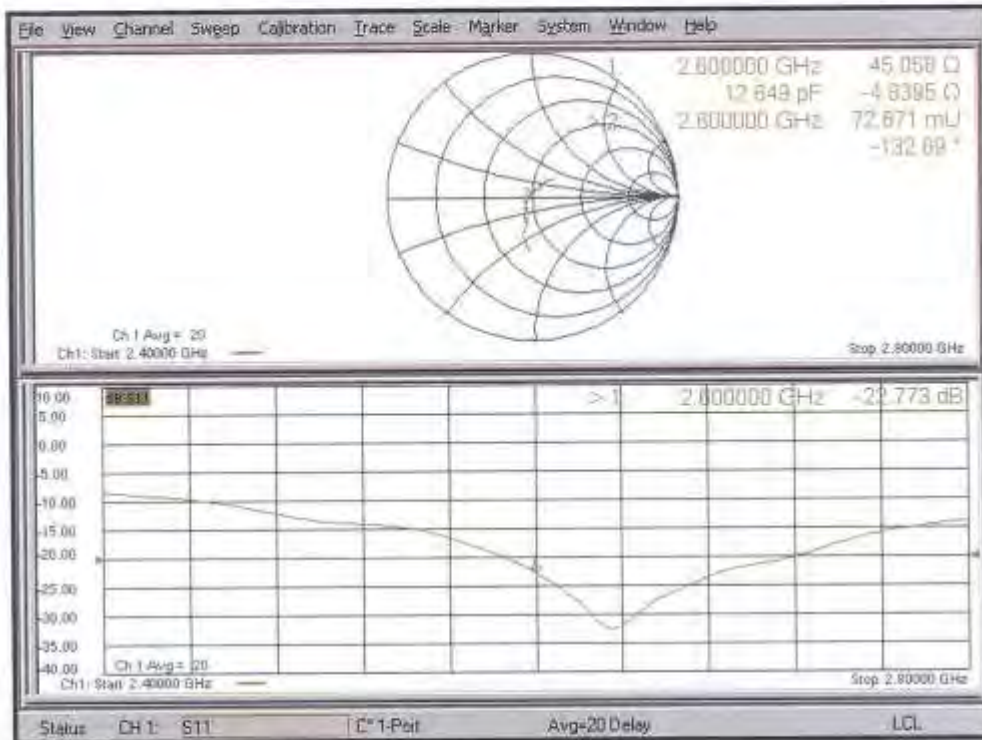 File View Channel Sweep Calibration Trace Scale Marker System Window Help
1 2.600000 GHz 45.058 Ω
12.649 pF -4.8395 Ω
>1 2.600000 GHz 72.671 mU
-132.69 °
Ch 1 Avg = 20
Ch1: Start 2.40000 GHz
Stop 2.80000 GHz
10.00 dB S11 > 1 2.600000 GHz -22.773 dB
5.00
0.00
-5.00
-10.00
-15.00
-20.00
-25.00
-30.00
-35.00
-40.00
Ch 1 Avg = 20
Ch1: Start 2.40000 GHz
Stop 2.80000 GHz
Status CH 1: S11 C* 1-Port Avg=20 Delay LCL